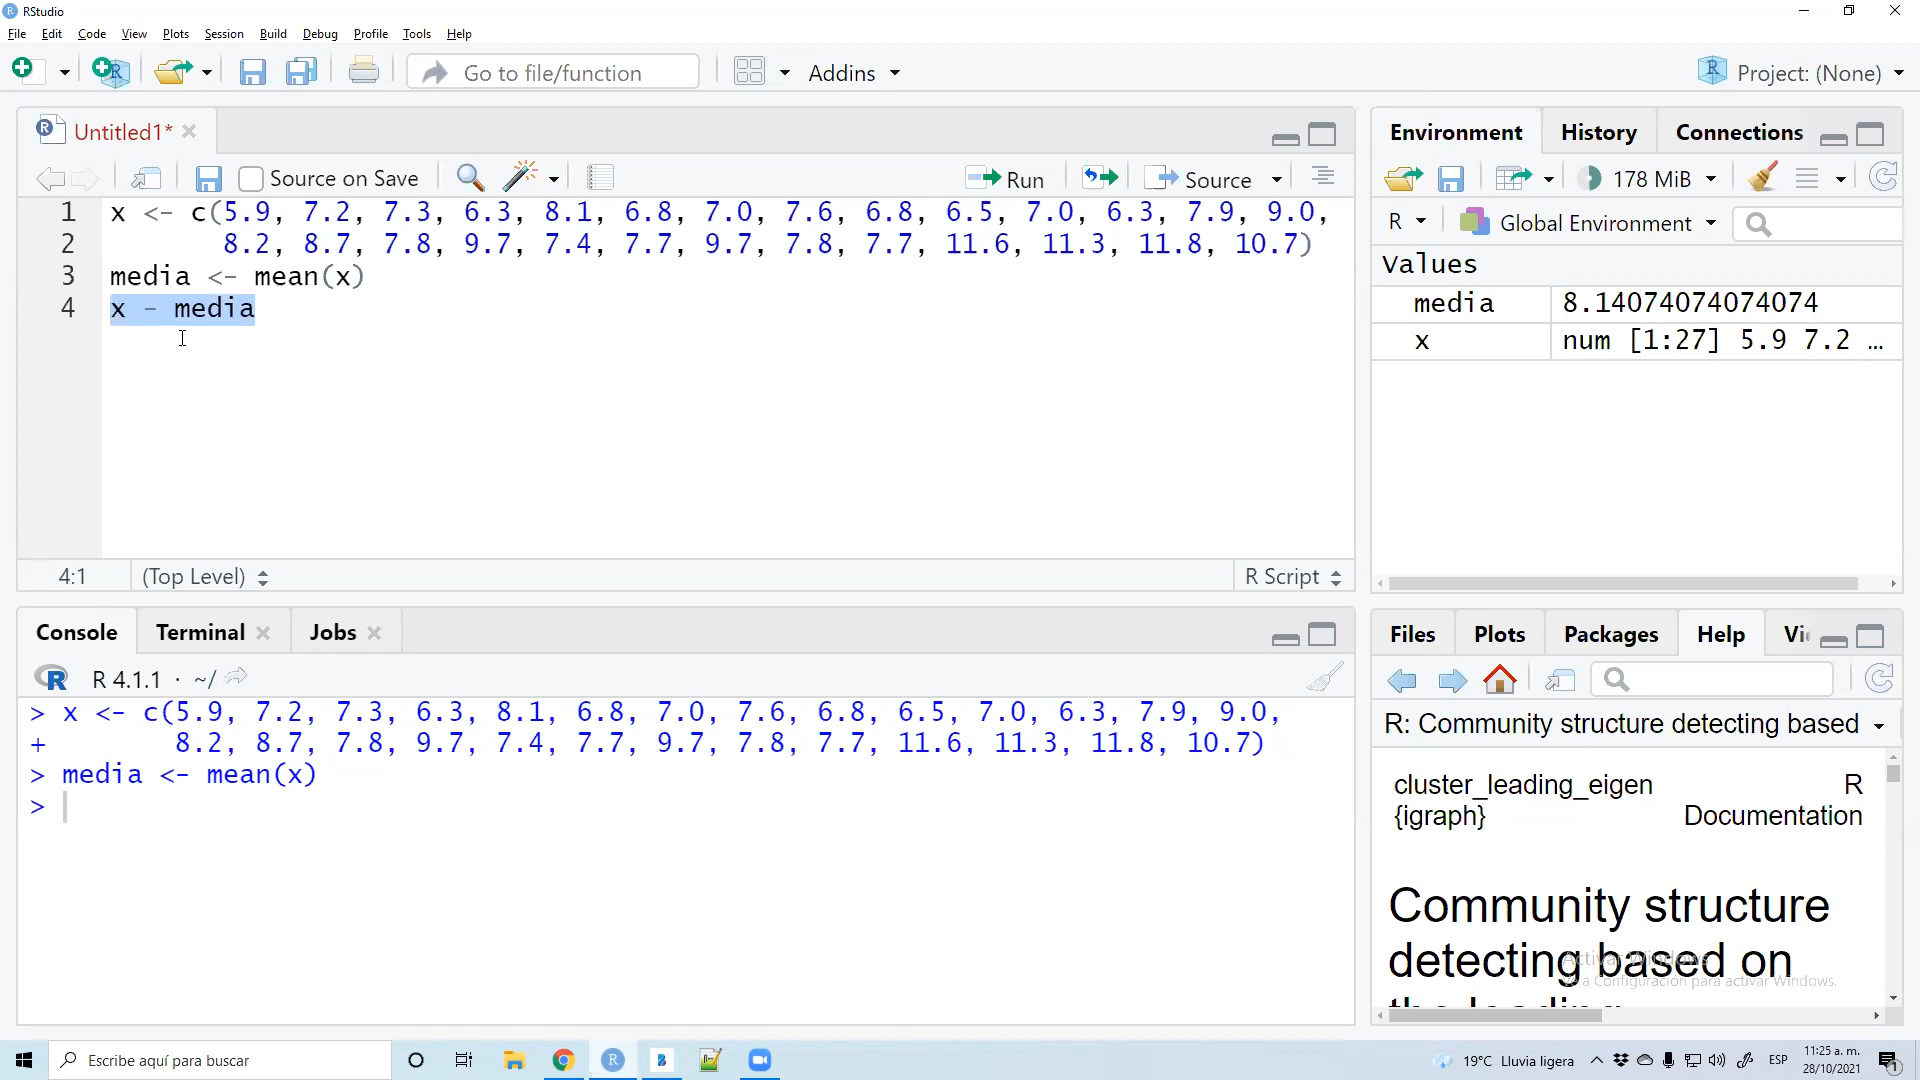 RStudio
File Edit Code View Plots Session Build Debug Profile Tools Help
Go to file/function
Addins
Project: (None)
Untitled1*
Source on Save
Run
Source
1 x <- c(5.9, 7.2, 7.3, 6.3, 8.1, 6.8, 7.0, 7.6, 6.8, 6.5, 7.0, 6.3, 7.9, 9.0,
2 8.2, 8.7, 7.8, 9.7, 7.4, 7.7, 9.7, 7.8, 7.7, 11.6, 11.3, 11.8, 10.7)
3 media <- mean(x)
4 x - media
4:1 (Top Level) R Script
Environment History Connections
178 MiB
R Global Environment
Values
media 8.14074074074074
x num [1:27] 5.9 7.2 ...
Console Terminal Jobs
R 4.1.1 · ~/
> x <- c(5.9, 7.2, 7.3, 6.3, 8.1, 6.8, 7.0, 7.6, 6.8, 6.5, 7.0, 6.3, 7.9, 9.0,
+ 8.2, 8.7, 7.8, 9.7, 7.4, 7.7, 9.7, 7.8, 7.7, 11.6, 11.3, 11.8, 10.7)
> media <- mean(x)
>
Files Plots Packages Help
R: Community structure detecting based
cluster_leading_eigen R
{igraph} Documentation
Community structure
detecting based on
Activar Windows
Ve a Configuración para activar Windows.
Escribe aquí para buscar
19°C Lluvia ligera
ESP
11:25 a. m.
28/10/2021
1